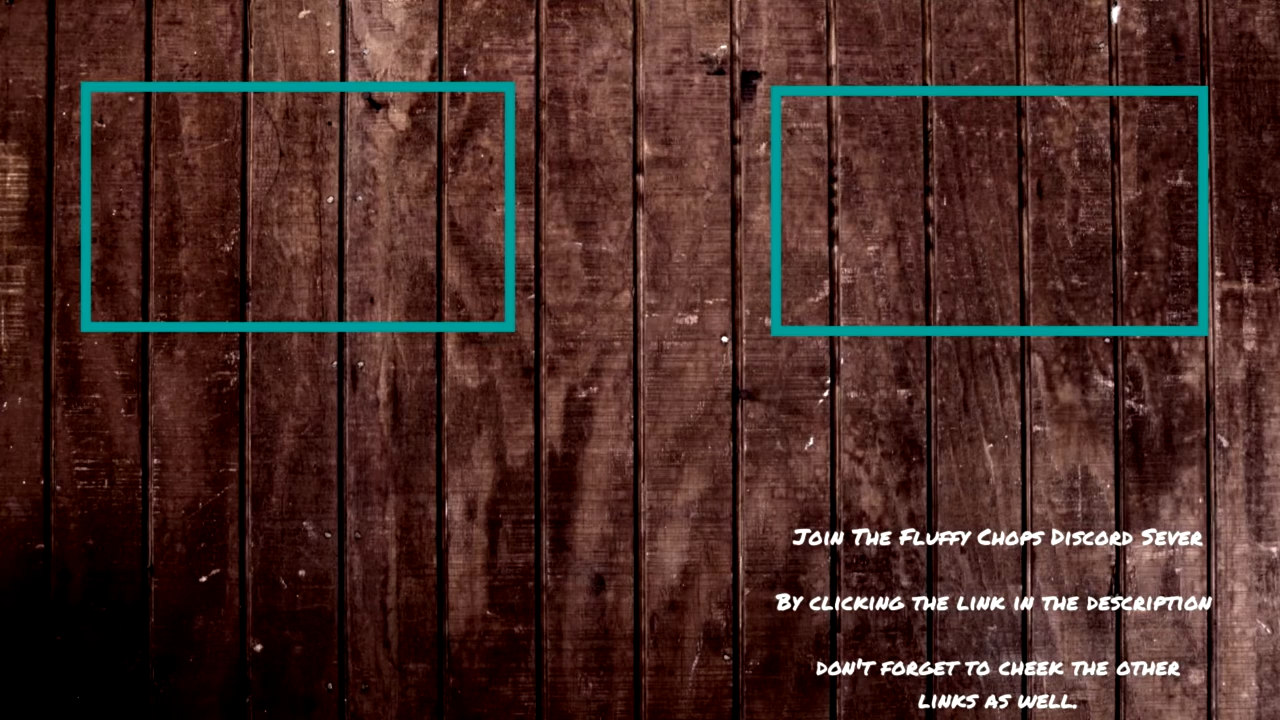 Join The Fluffy Chops Discord Sever
By clicking the link in the description
don't forget to cheek the other
links as well.